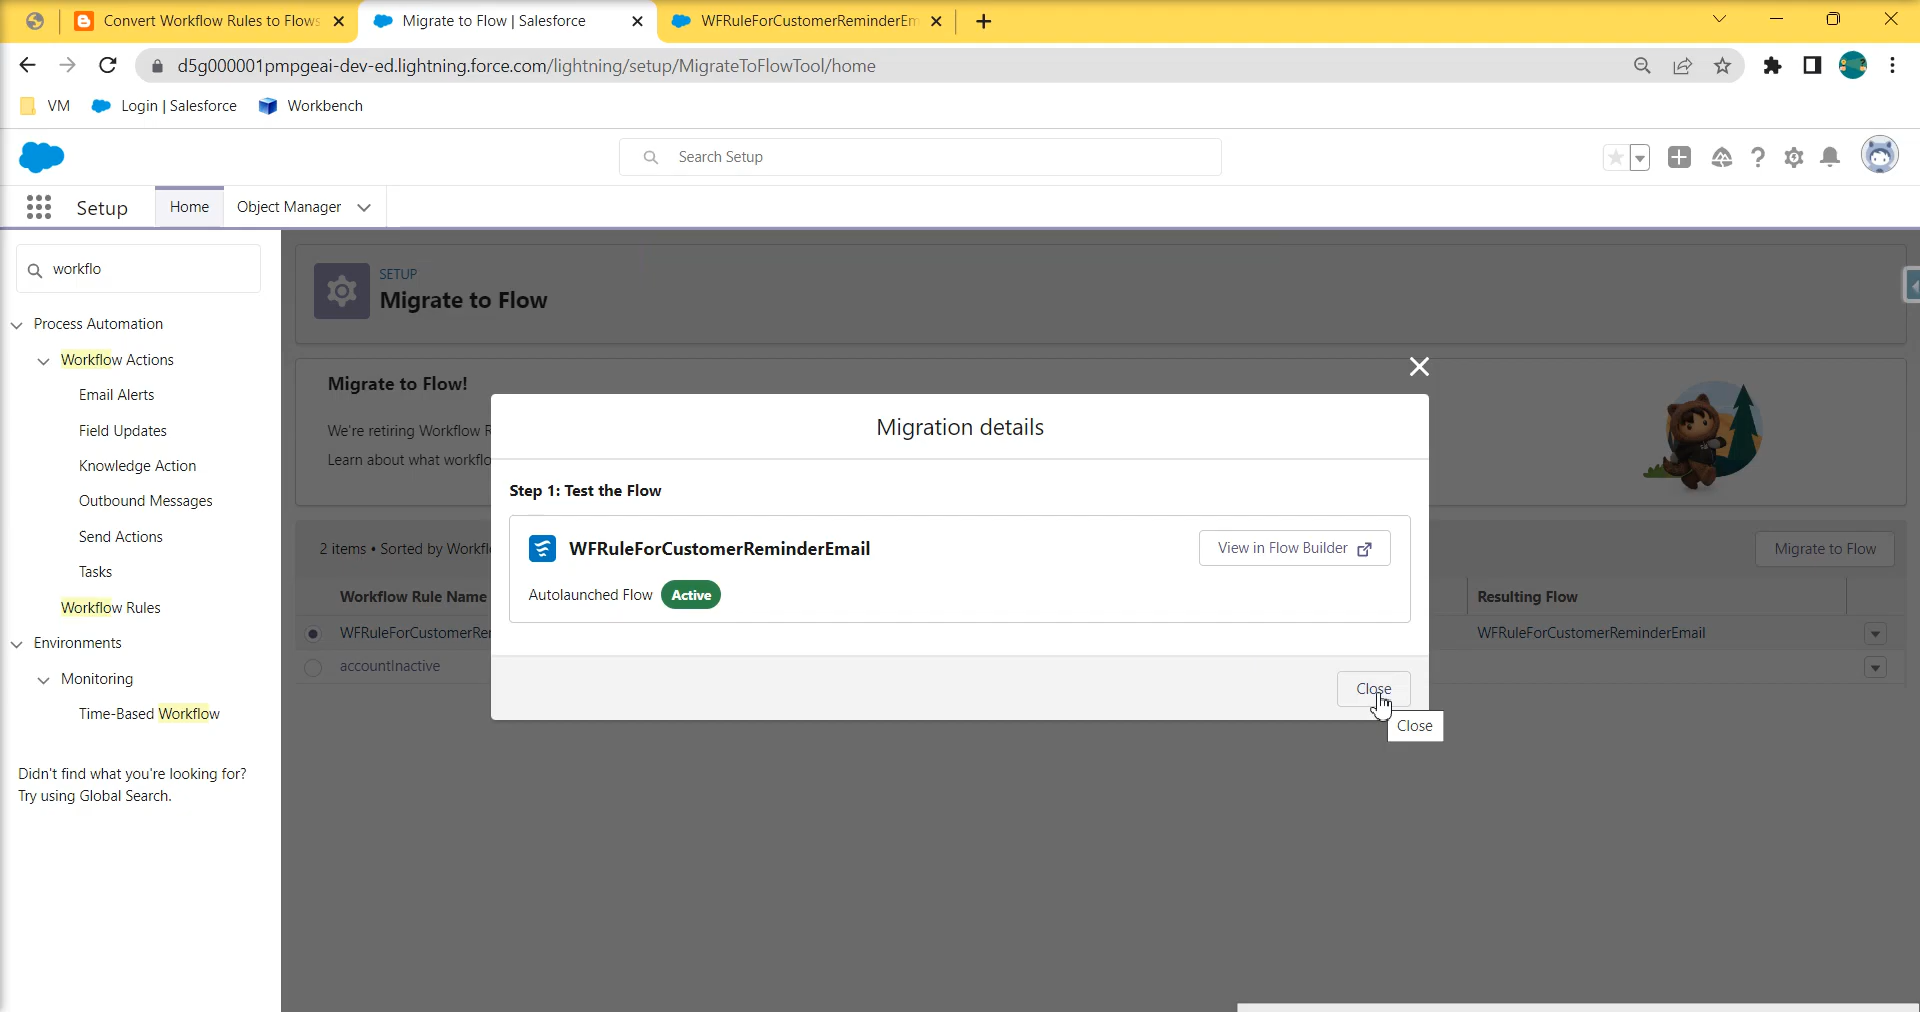 Convert Workflow Rules to Flows
Migrate to Flow | Salesforce
WFRuleForCustomerReminderEm
d5g000001pmpgeai-dev-ed.lightning.force.com/lightning/setup/MigrateToFlowTool/home
VM
Login | Salesforce
Workbench
Search Setup
Setup
Home
Object Manager
workflo
Process Automation
Workflow Actions
Email Alerts
Field Updates
Knowledge Action
Outbound Messages
Send Actions
Tasks
Workflow Rules
Environments
Monitoring
Time-Based Workflow
Didn't find what you're looking for?
Try using Global Search.
SETUP
Migrate to Flow
Migrate to Flow!
We're retiring Workflow R
Learn about what workflo
2 items • Sorted by Workfl
Migrate to Flow
Workflow Rule Name
Resulting Flow
WFRuleForCustomerRe
WFRuleForCustomerReminderEmail
accountInactive
Migration details
Step 1: Test the Flow
WFRuleForCustomerReminderEmail
View in Flow Builder
Autolaunched Flow
Active
Close
Close